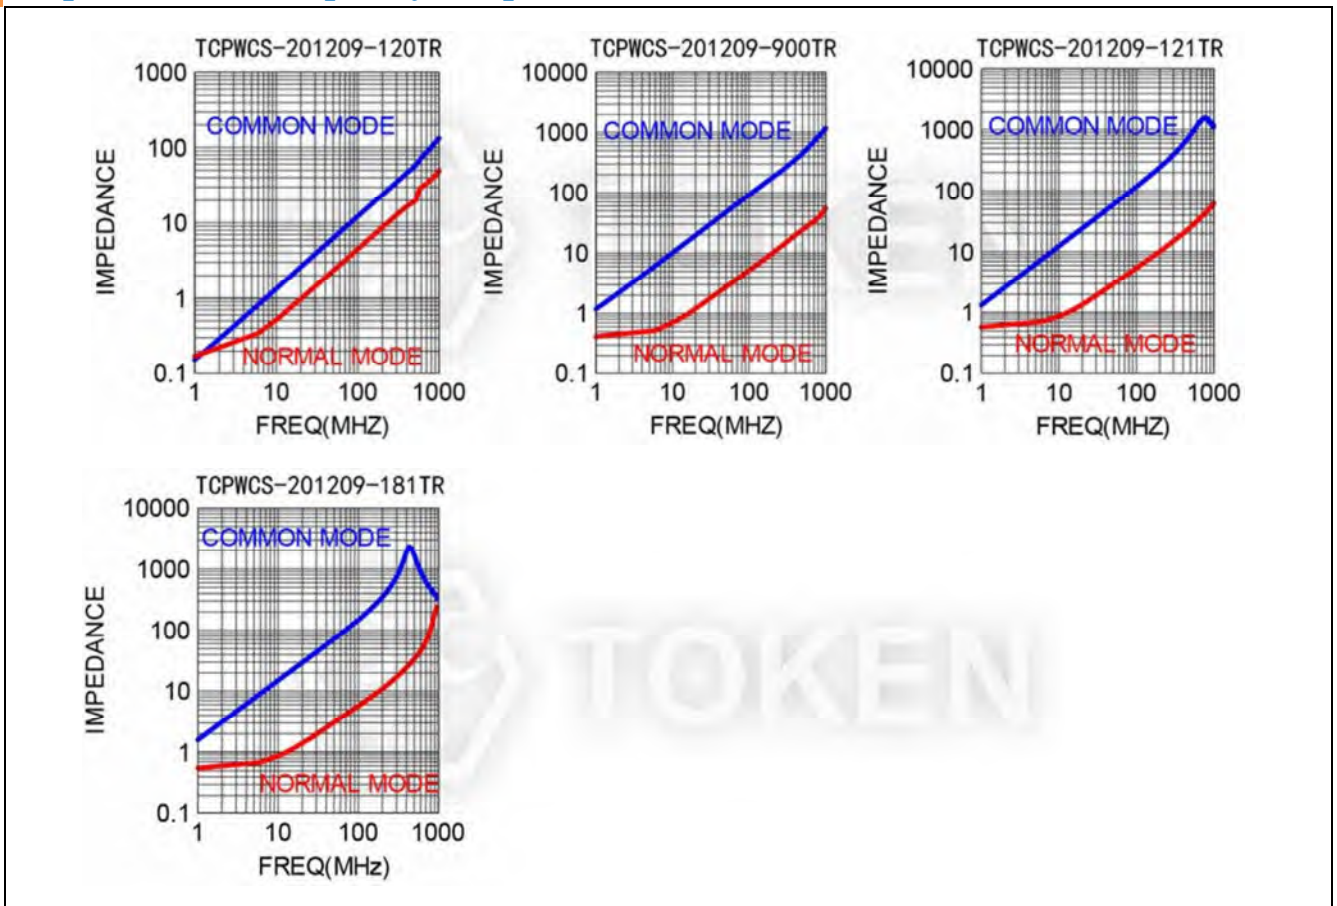 TCPWCS-201209-120TR
1000
100
10
1
0.1
COMMON MODE
NORMAL MODE
IMPEDANCE
1 10 100 1000
FREQ(MHZ)
TCPWCS-201209-900TR
10000
1000
100
10
1
0.1
COMMON MODE
NORMAL MODE
IMPEDANCE
1 10 100 1000
FREQ(MHZ)
TCPWCS-201209-121TR
10000
1000
100
10
1
0.1
COMMON MODE
NORMAL MODE
IMPEDANCE
1 10 100 1000
FREQ(MHZ)
TCPWCS-201209-181TR
10000
1000
100
10
1
0.1
COMMON MODE
NORMAL MODE
IMPEDANCE
1 10 100 1000
FREQ(MHz)
TOKEN